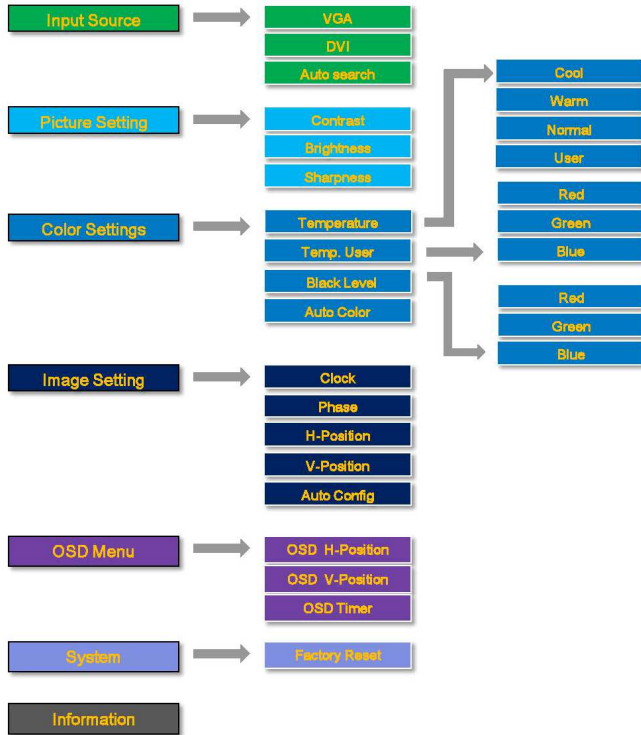 Input Source
VGA
DVI
Auto search
Picture Setting
Contrast
Brightness
Sharpness
Color Settings
Temperature
Temp. User
Black Level
Auto Color
Cool
Warm
Normal
User
Red
Green
Blue
Red
Green
Blue
Image Setting
Clock
Phase
H-Position
V-Position
Auto Config
OSD Menu
OSD H-Position
OSD V-Position
OSD Timer
System
Factory Reset
Information